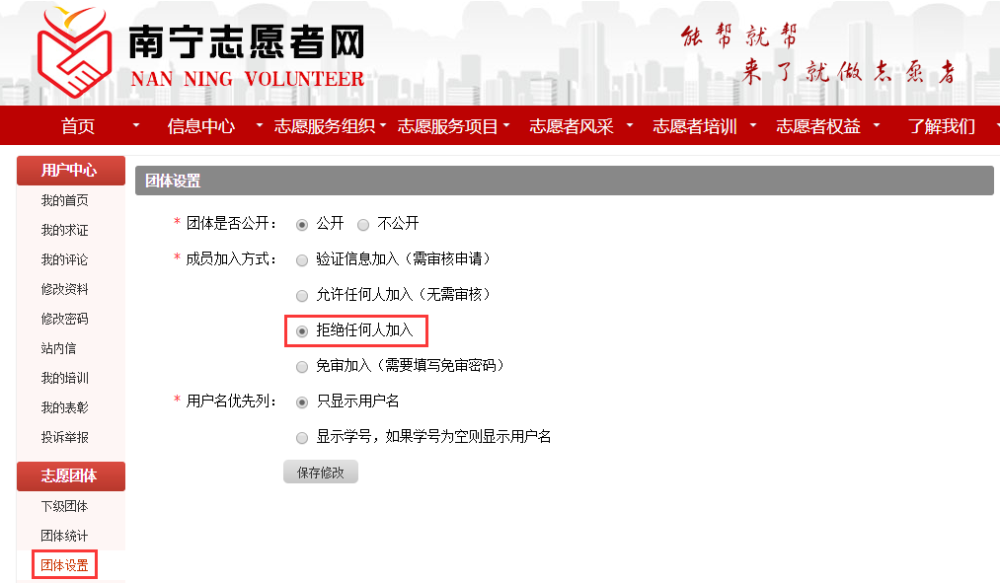 南宁志愿者网
NAN NING VOLUNTEER
能帮就帮
来了就做志愿者
首页 信息中心 志愿服务组织 志愿服务项目 志愿者风采 志愿者培训 志愿者权益 了解我们
用户中心
我的首页
我的求证
我的评论
修改资料
修改密码
站内信
我的培训
我的表彰
投诉举报
志愿团体
下级团体
团体统计
团体设置
团体设置
* 团体是否公开： 公开 不公开
* 成员加入方式： 验证信息加入（需审核申请）
允许任何人加入（无需审核）
拒绝任何人加入
免审加入（需要填写免审密码）
* 用户名优先列： 只显示用户名
显示学号，如果学号为空则显示用户名
保存修改